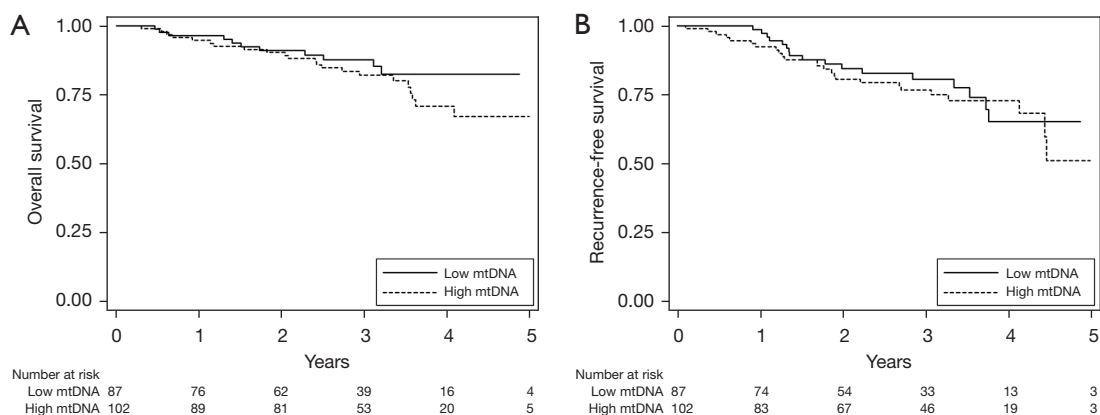 A
1.00
0.75
0.50
0.25
0.00
Overall survival
Low mtDNA
High mtDNA
0 1 2 3 4 5
Years
Number at risk
Low mtDNA 87 76 62 39 16 4
High mtDNA 102 89 81 53 20 5
B
1.00
0.75
0.50
0.25
0.00
Recurrence-free survival
Low mtDNA
High mtDNA
0 1 2 3 4 5
Years
Number at risk
Low mtDNA 87 74 54 33 13 3
High mtDNA 102 83 67 46 19 3